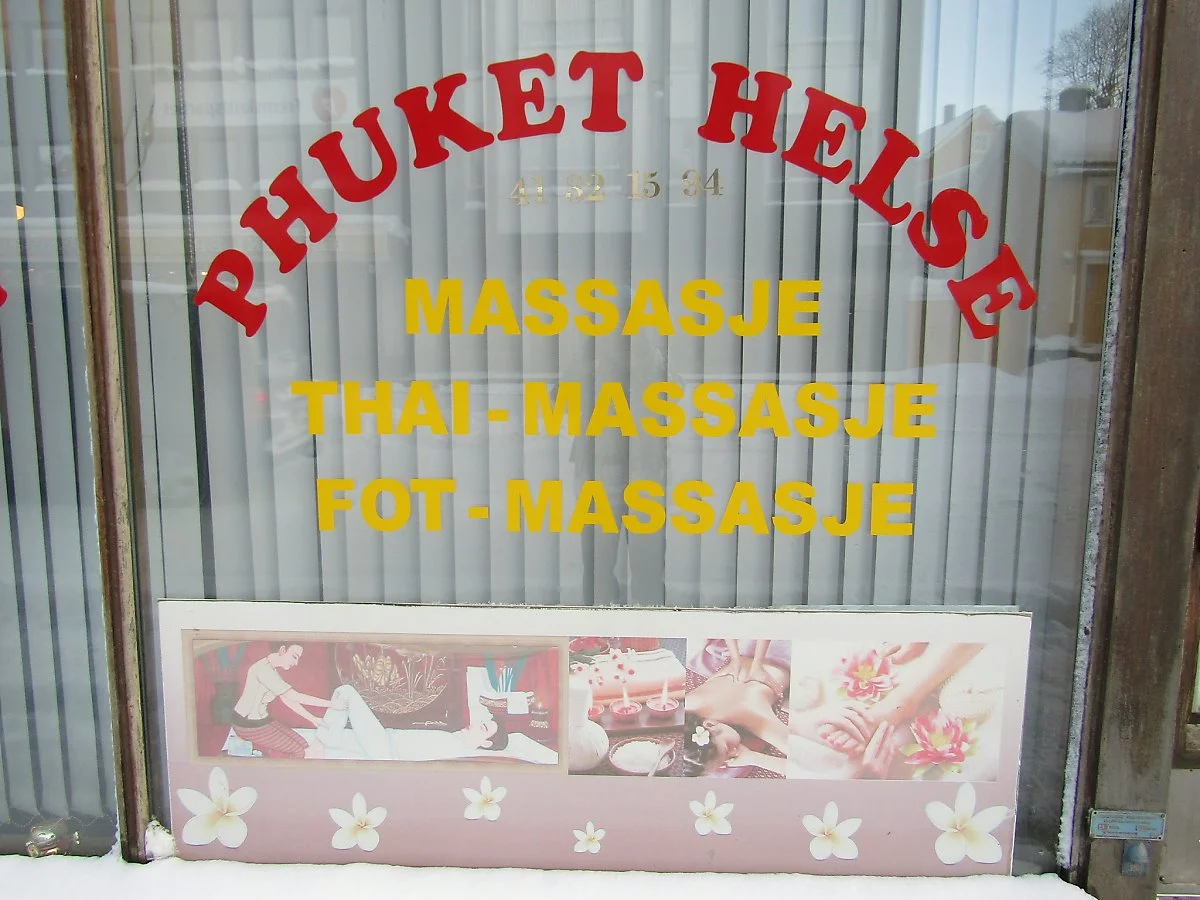 PHUKET HELSE
41 32 15 34
MASSASJE
THAI - MASSASJE
FOT - MASSASJE